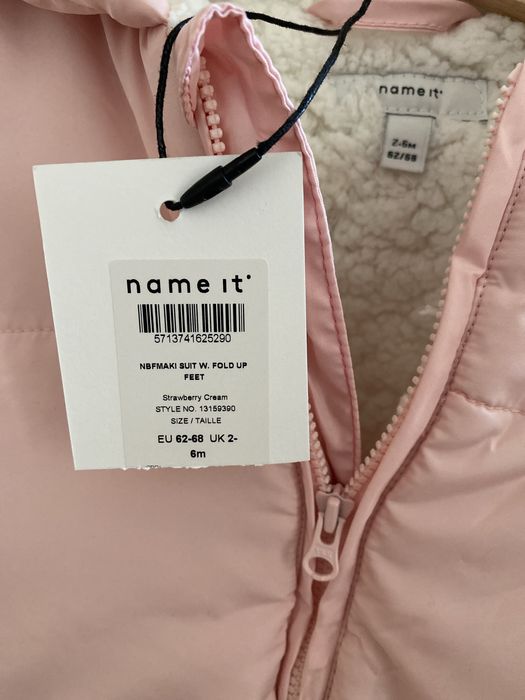 name it
2-6M
62/68
name it
5713741625290
NBFMAKI SUIT W. FOLD UP
FEET
Strawberry Cream
STYLE NO. 13159390
SIZE / TAILLE
EU 62-68 UK 2-
6m